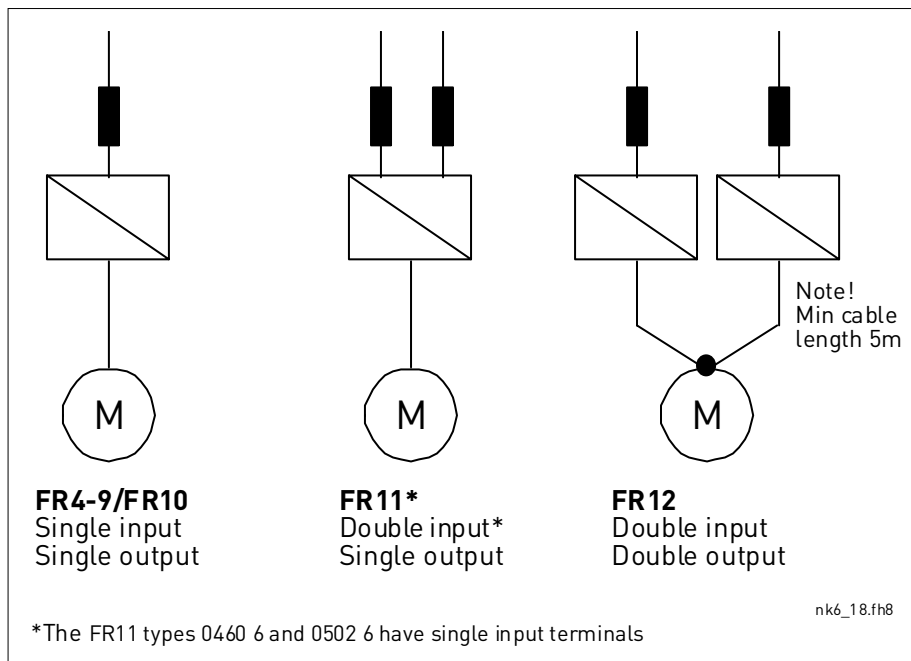 Note!
Min cable
length 5m
M
M
M
FR4-9/FR10
Single input
Single output
FR11*
Double input*
Single output
FR12
Double input
Double output
nk6_18.fh8
*The FR11 types 0460 6 and 0502 6 have single input terminals